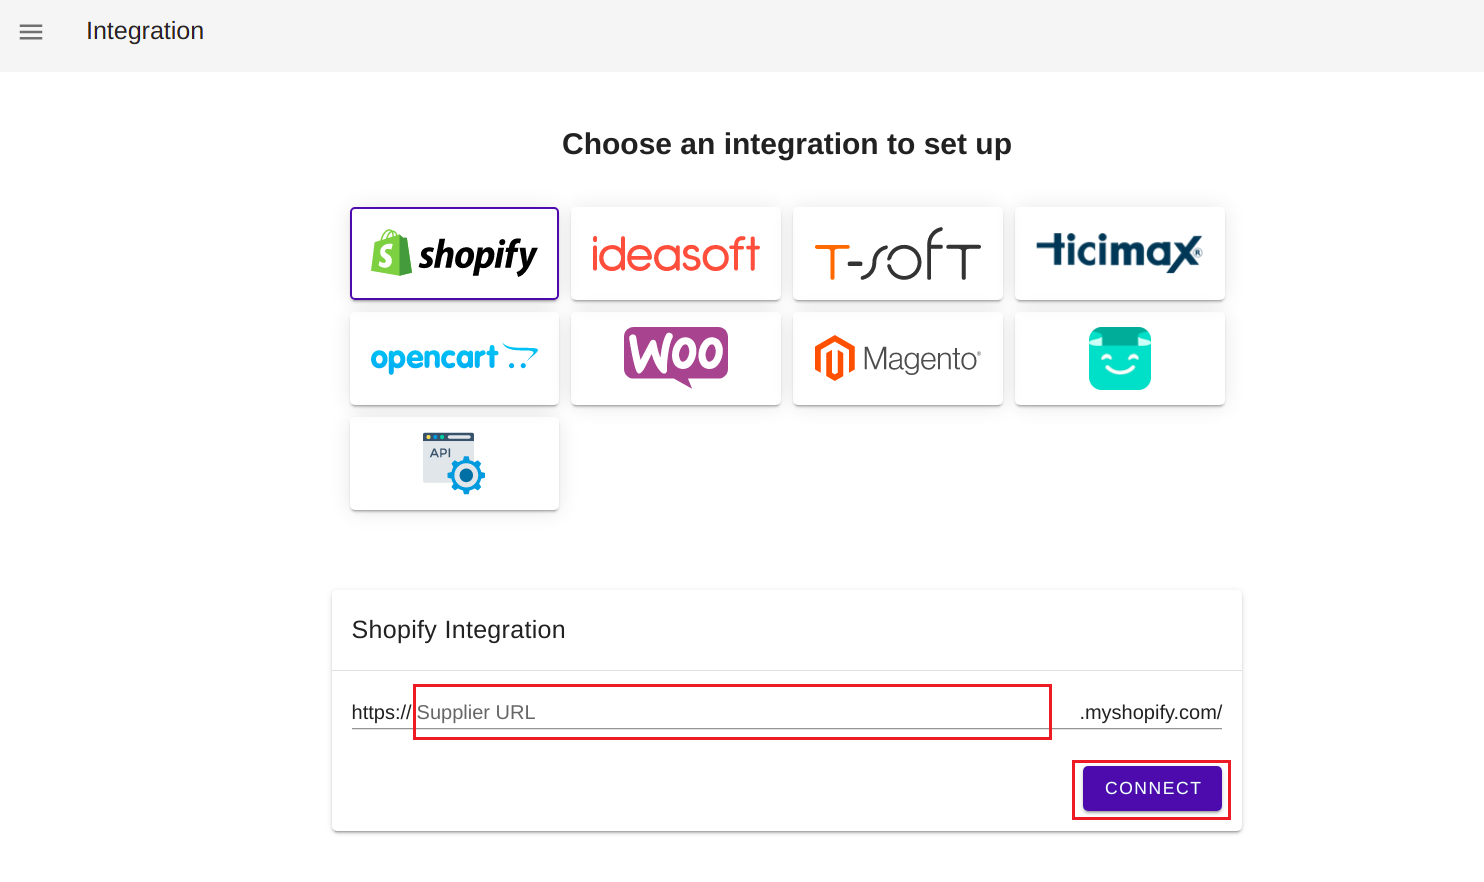 Integration
Choose an integration to set up
shopify
ideasoft
T-SOFT
ticimax®
opencart
WOO
Magento®
API
Shopify Integration
https:// Supplier URL .myshopify.com/
CONNECT